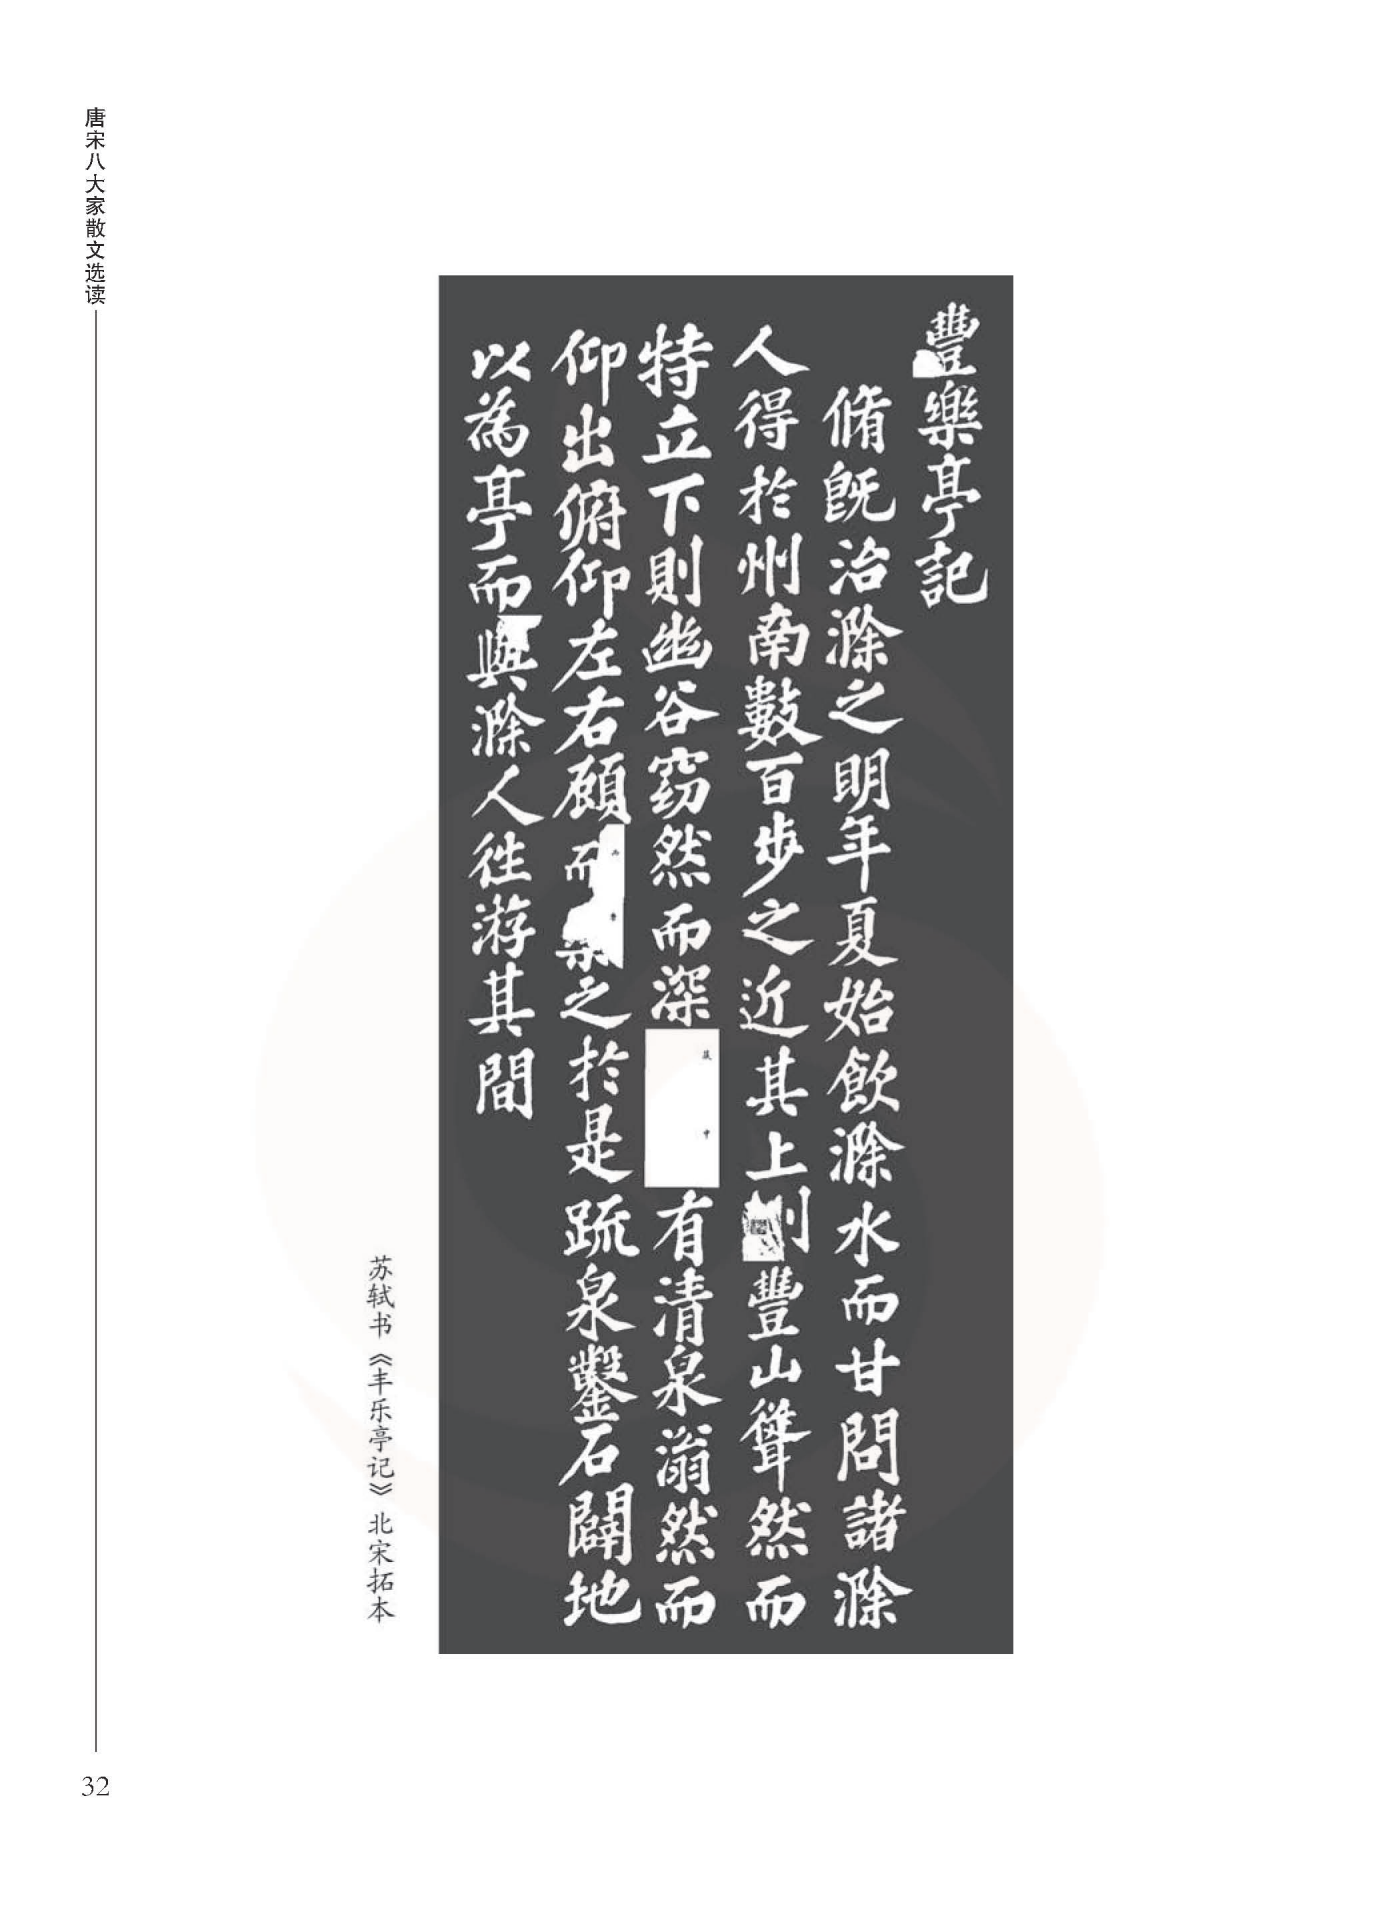 唐宋八大家散文选读
豐樂亭記
脩既治滁之明年夏始飲滁水而甘問諸滁
人得於州南數百步之近其上豐山聳然而
特立下則幽谷窈然而深有清泉滃然而
仰出俯仰左右顧而之於是疏泉鑿石闢地
以為亭而與滁人往游其間
苏轼书《丰乐亭记》北宋拓本
32